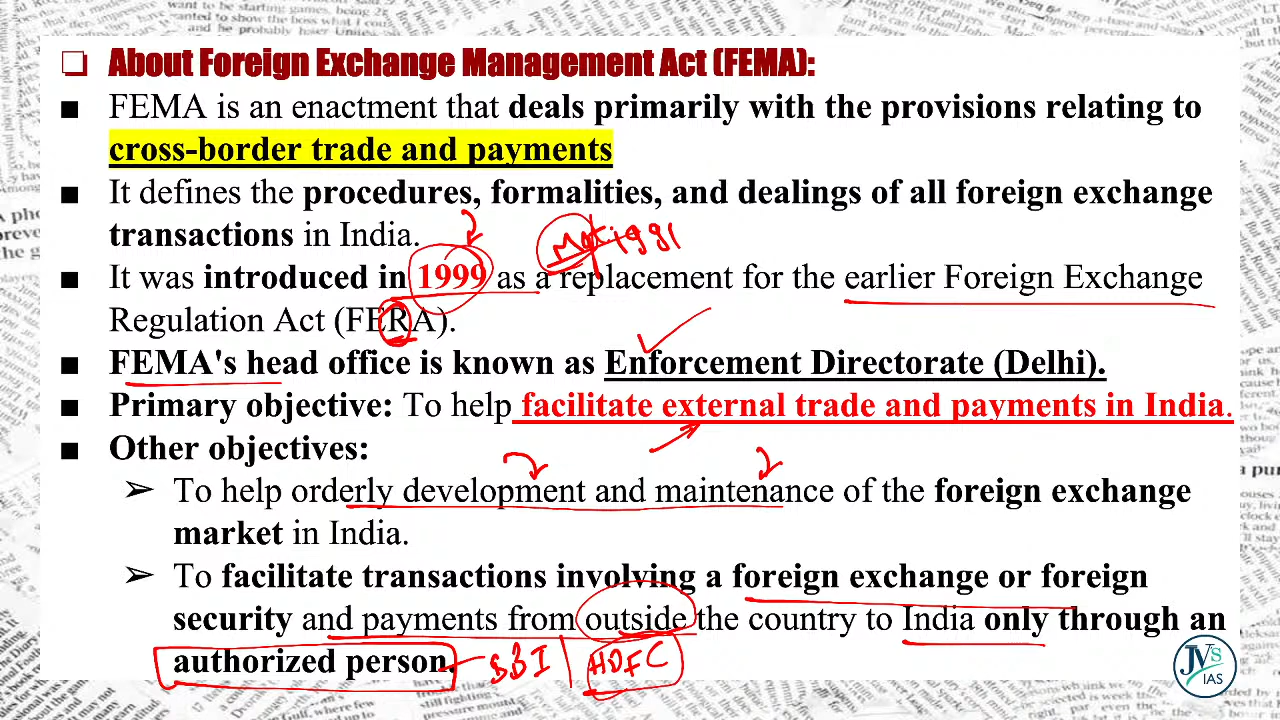 ❑ About Foreign Exchange Management Act (FEMA):
■ FEMA is an enactment that deals primarily with the provisions relating to
cross-border trade and payments
■ It defines the procedures, formalities, and dealings of all foreign exchange
transactions in India.
1991
■ It was introduced in 1999 as a replacement for the earlier Foreign Exchange
Regulation Act (FERA).
■ FEMA's head office is known as Enforcement Directorate (Delhi).
■ Primary objective: To help facilitate external trade and payments in India.
■ Other objectives:
➢ To help orderly development and maintenance of the foreign exchange
market in India.
➢ To facilitate transactions involving a foreign exchange or foreign
security and payments from outside the country to India only through an
authorized person. SBI | HDFC
JVs
IAS